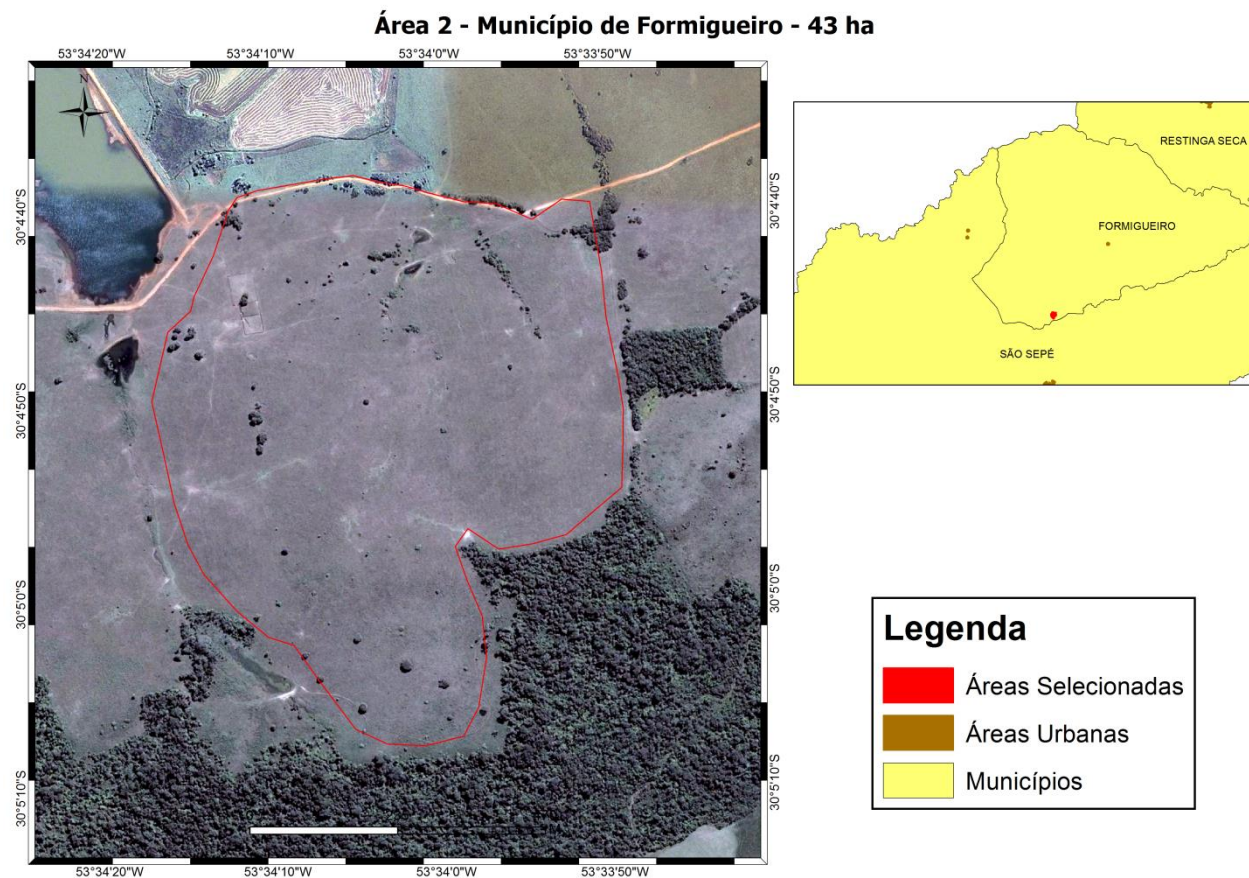 Área 2 - Município de Formigueiro - 43 ha
53°34'20"W
53°34'10"W
53°34'0"W
53°33'50"W
N
30°4'40"S
30°4'40"S
30°4'50"S
30°4'50"S
30°5'0"S
30°5'0"S
30°5'10"S
30°5'10"S
53°34'20"W
53°34'10"W
53°34'0"W
53°33'50"W
RESTINGA SECA
FORMIGUEIRO
SÃO SEPÉ
Legenda
Áreas Selecionadas
Áreas Urbanas
Municípios